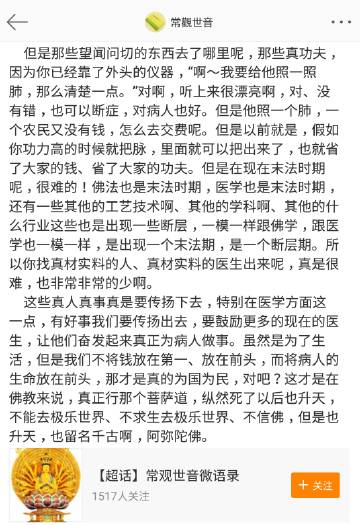 常觀世音
但是那些望闻问切的东西去了哪里呢，那些真功夫，
因为你已经靠了外头的仪器，“啊～我要给他照一照
肺，那么清楚一点。”对啊，听上来很漂亮啊，对、没
有错，也可以断症，对病人也好。但是他照一个肺，一
个农民又没有钱，怎么去交费呢。但是以前就是，假如
你功力高的时候就把脉，里面就可以把出来了，也就省
了大家的钱、省了大家的功夫。但是在现在末法时期
呢，很难的！佛法也是末法时期，医学也是末法时期，
还有一些其他的工艺技术啊、其他的学科啊、其他的什
么行业这些也是出现一些断层，一模一样跟佛学，跟医
学也一模一样，是出现一个末法期，是一个断层期。所
以你找真材实料的人、真材实料的医生出来呢，真是很
难，也非常非常的少啊。
这些真人真事真是要传扬下去，特别在医学方面这
一点，有好事我们要传扬出去，要鼓励更多的现在的医
生，让他们奋发起来真正为病人做事。虽然是为了生
活，但是我们不将钱放在第一、放在前头，而将病人的
生命放在前头，那才是真的为国为民，对吧？这才是在
佛教来说，真正行那个菩萨道，纵然死了以后也升天，
不能去极乐世界、不求生去极乐世界、不信佛，但是也
升天，也留名千古啊，阿弥陀佛。
【超话】常观世音微语录
1517人关注
+ 关注